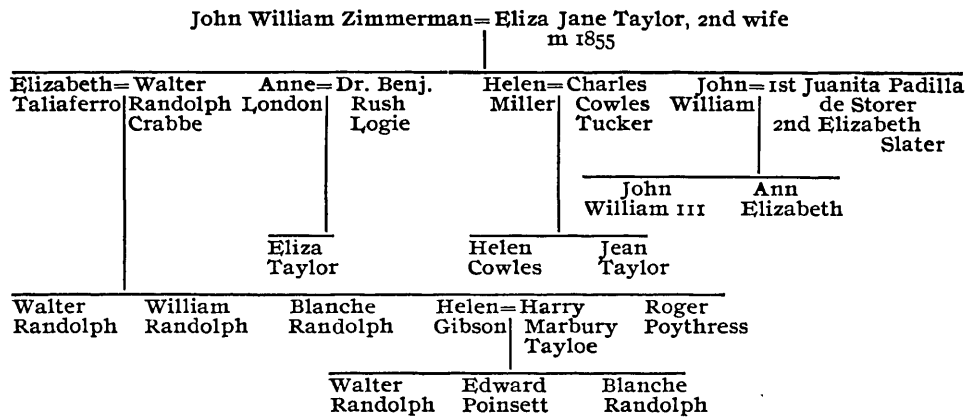 John William Zimmerman=Eliza Jane Taylor, 2nd wife
m 1855
Elizabeth=Walter Anne=Dr. Benj. Helen=Charles John=1st Juanita Padilla
Taliaferro Randolph London Rush Miller Cowles William de Storer
Crabbe Logie Tucker 2nd Elizabeth
Slater
John Ann
William III Elizabeth
Eliza Helen Jean
Taylor Cowles Taylor
Walter William Blanche Helen=Harry Roger
Randolph Randolph Randolph Gibson Marbury Poythress
Tayloe
Walter Edward Blanche
Randolph Poinsett Randolph